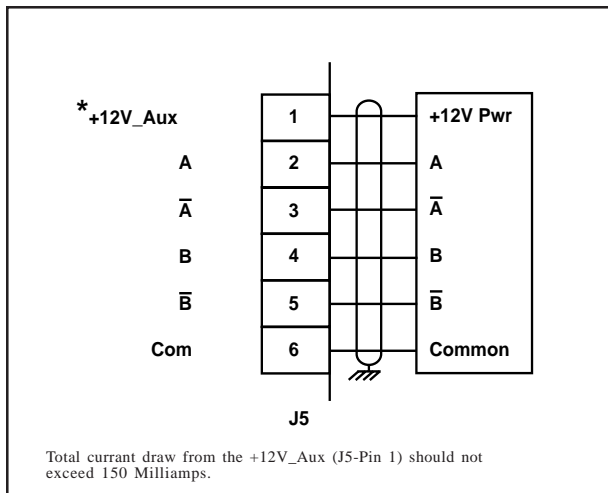 *+12V_Aux 1 +12V Pwr
A 2 A
A̅ 3 A̅
B 4 B
B̅ 5 B̅
Com 6 Common
J5
Total currant draw from the +12V_Aux (J5-Pin 1) should not
exceed 150 Milliamps.